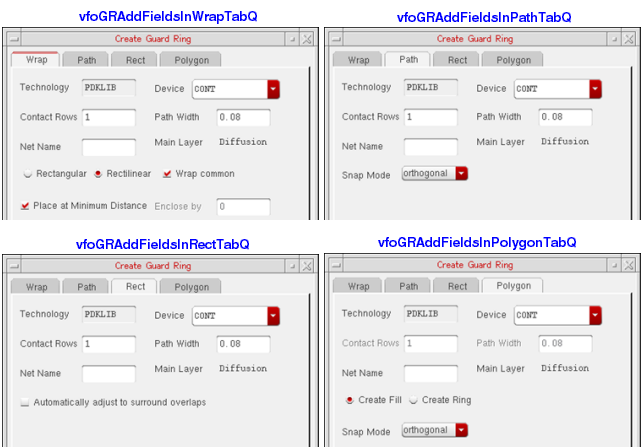 vfoGRAddFieldsInWrapTabQ
Create Guard Ring
Wrap Path Rect Polygon
Technology PDKLIB Device CONT
Contact Rows 1 Path Width 0.08
Net Name Main Layer Diffusion
Rectangular Rectilinear Wrap common
Place at Minimum Distance Enclose by 0
vfoGRAddFieldsInPathTabQ
Create Guard Ring
Wrap Path Rect Polygon
Technology PDKLIB Device CONT
Contact Rows 1 Path Width 0.08
Net Name Main Layer Diffusion
Snap Mode orthogonal
vfoGRAddFieldsInRectTabQ
Create Guard Ring
Wrap Path Rect Polygon
Technology PDKLIB Device CONT
Contact Rows 1 Path Width 0.08
Net Name Main Layer Diffusion
Automatically adjust to surround overlaps
vfoGRAddFieldsInPolygonTabQ
Create Guard Ring
Wrap Path Rect Polygon
Technology PDKLIB Device CONT
Contact Rows 1 Path Width 0.08
Net Name Main Layer Diffusion
Create Fill Create Ring
Snap Mode orthogonal